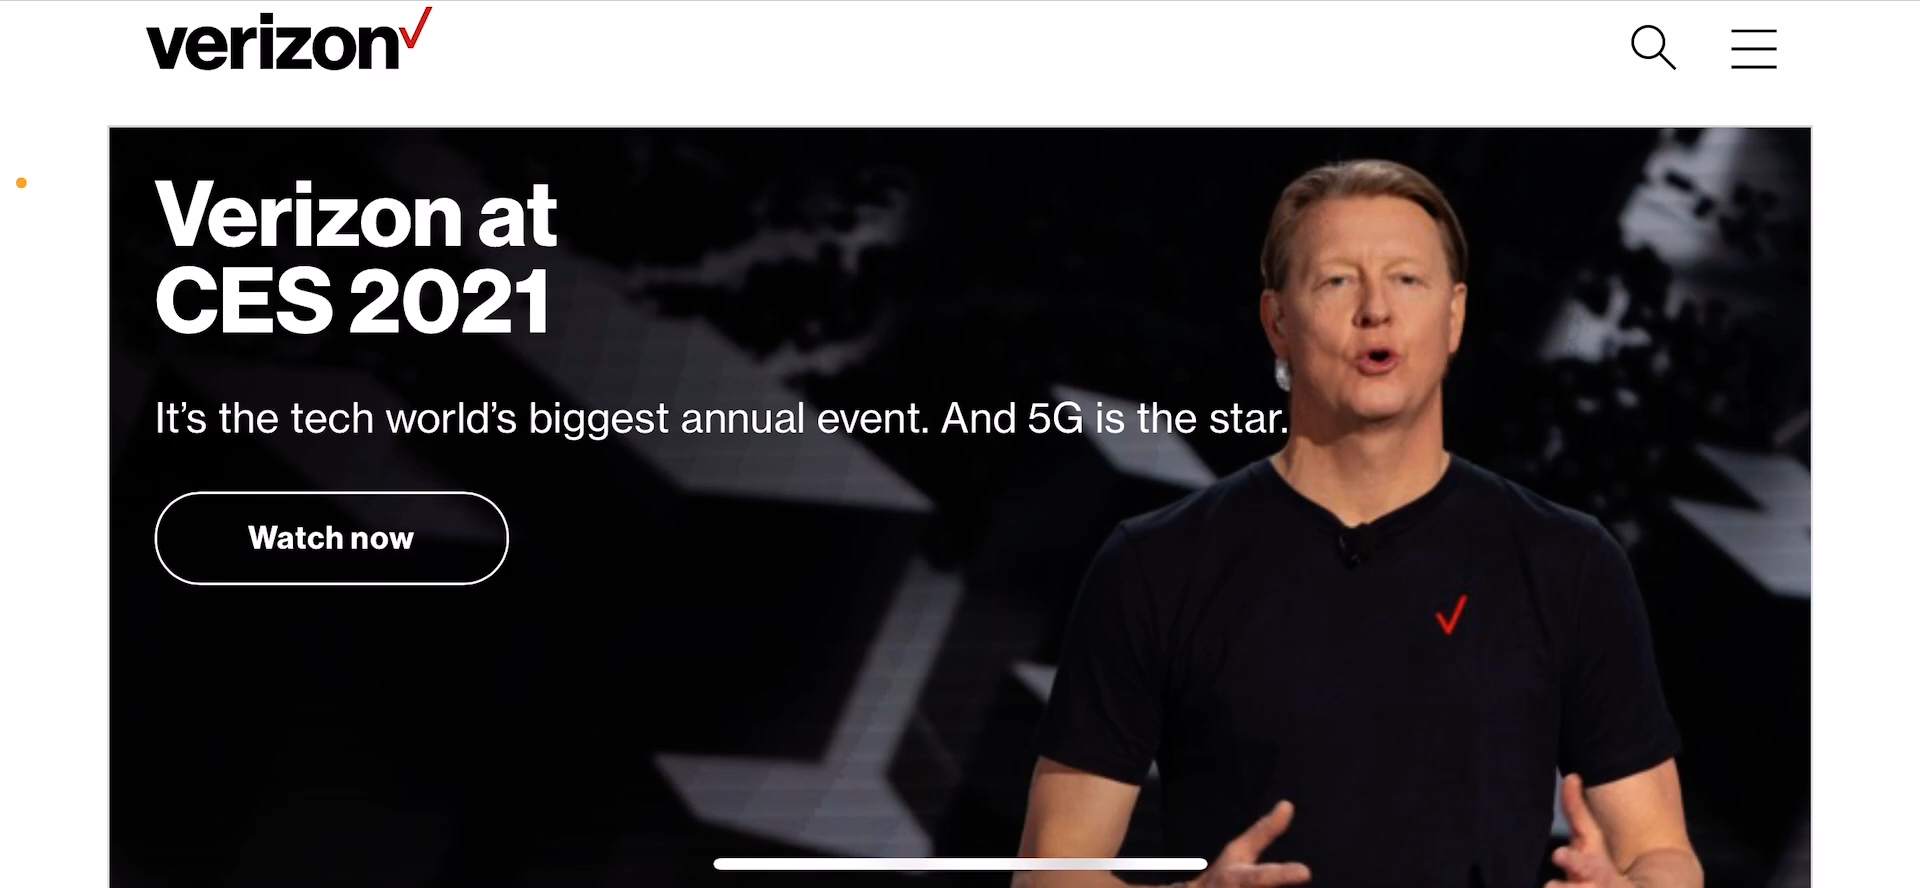 verizon
Verizon at
CES 2021
It’s the tech world’s biggest annual event. And 5G is the star.
Watch now